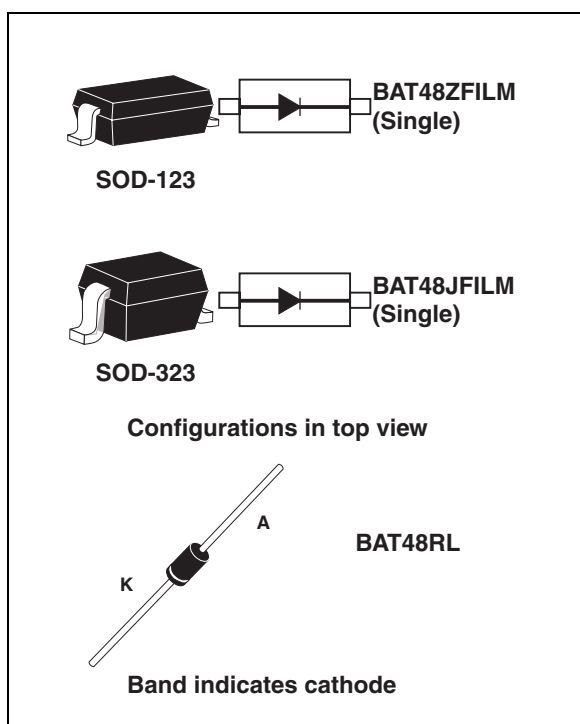 BAT48ZFILM
(Single)
SOD-123
BAT48JFILM
(Single)
SOD-323
Configurations in top view
A
BAT48RL
K
Band indicates cathode